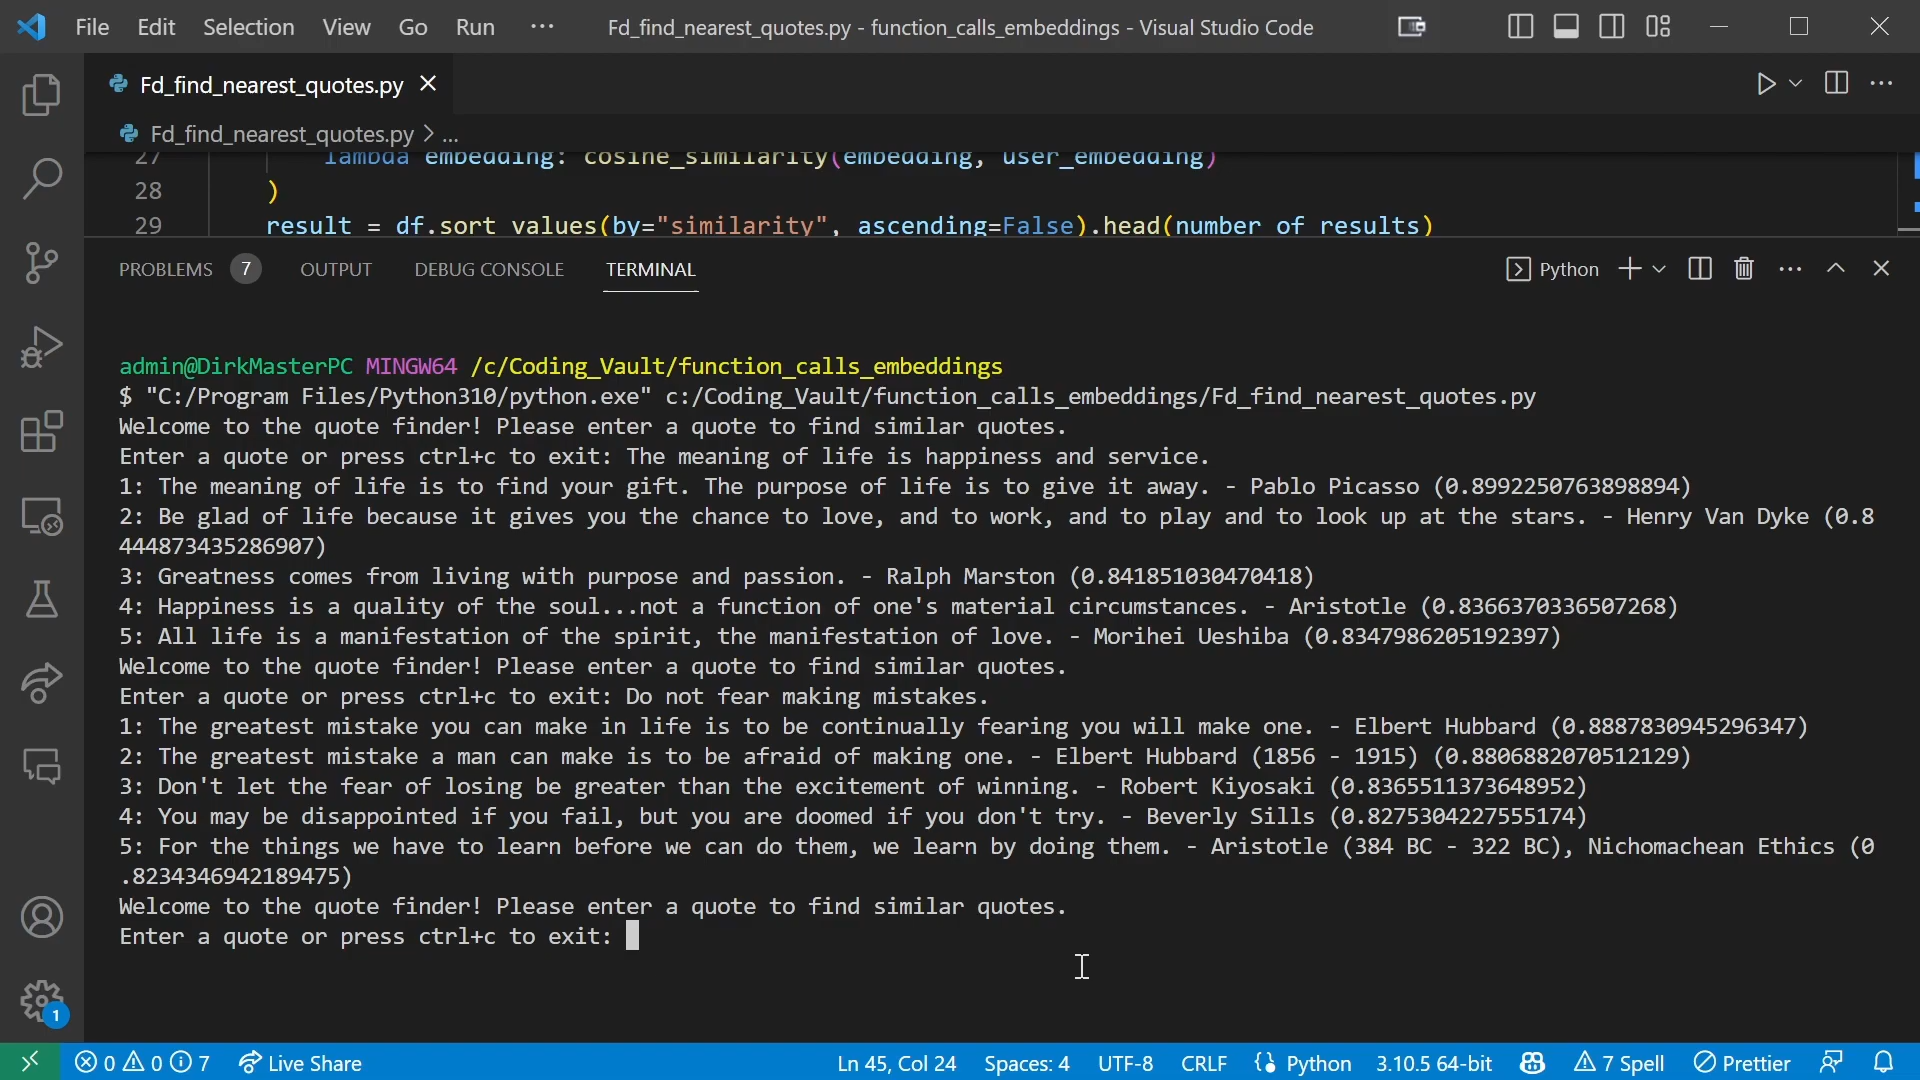 File Edit Selection View Go Run ··· Fd_find_nearest_quotes.py - function_calls_embeddings - Visual Studio Code
Fd_find_nearest_quotes.py
Fd_find_nearest_quotes.py > ...
27 lambda embedding: cosine_similarity(embedding, user_embedding)
28 )
29 result = df.sort_values(by="similarity", ascending=False).head(number_of_results)
PROBLEMS 7 OUTPUT DEBUG CONSOLE TERMINAL Python
admin@DirkMasterPC MINGW64 /c/Coding_Vault/function_calls_embeddings
$ "C:/Program Files/Python310/python.exe" c:/Coding_Vault/function_calls_embeddings/Fd_find_nearest_quotes.py
Welcome to the quote finder! Please enter a quote to find similar quotes.
Enter a quote or press ctrl+c to exit: The meaning of life is happiness and service.
1: The meaning of life is to find your gift. The purpose of life is to give it away. - Pablo Picasso (0.8992250763898894)
2: Be glad of life because it gives you the chance to love, and to work, and to play and to look up at the stars. - Henry Van Dyke (0.8
444873435286907)
3: Greatness comes from living with purpose and passion. - Ralph Marston (0.841851030470418)
4: Happiness is a quality of the soul...not a function of one's material circumstances. - Aristotle (0.8366370336507268)
5: All life is a manifestation of the spirit, the manifestation of love. - Morihei Ueshiba (0.8347986205192397)
Welcome to the quote finder! Please enter a quote to find similar quotes.
Enter a quote or press ctrl+c to exit: Do not fear making mistakes.
1: The greatest mistake you can make in life is to be continually fearing you will make one. - Elbert Hubbard (0.8887830945296347)
2: The greatest mistake a man can make is to be afraid of making one. - Elbert Hubbard (1856 - 1915) (0.8806882070512129)
3: Don't let the fear of losing be greater than the excitement of winning. - Robert Kiyosaki (0.8365511373648952)
4: You may be disappointed if you fail, but you are doomed if you don't try. - Beverly Sills (0.8275304227555174)
5: For the things we have to learn before we can do them, we learn by doing them. - Aristotle (384 BC - 322 BC), Nichomachean Ethics (0
.8234346942189475)
Welcome to the quote finder! Please enter a quote to find similar quotes.
Enter a quote or press ctrl+c to exit:
1
0 0 7 Live Share Ln 45, Col 24 Spaces: 4 UTF-8 CRLF Python 3.10.5 64-bit 7 Spell Prettier